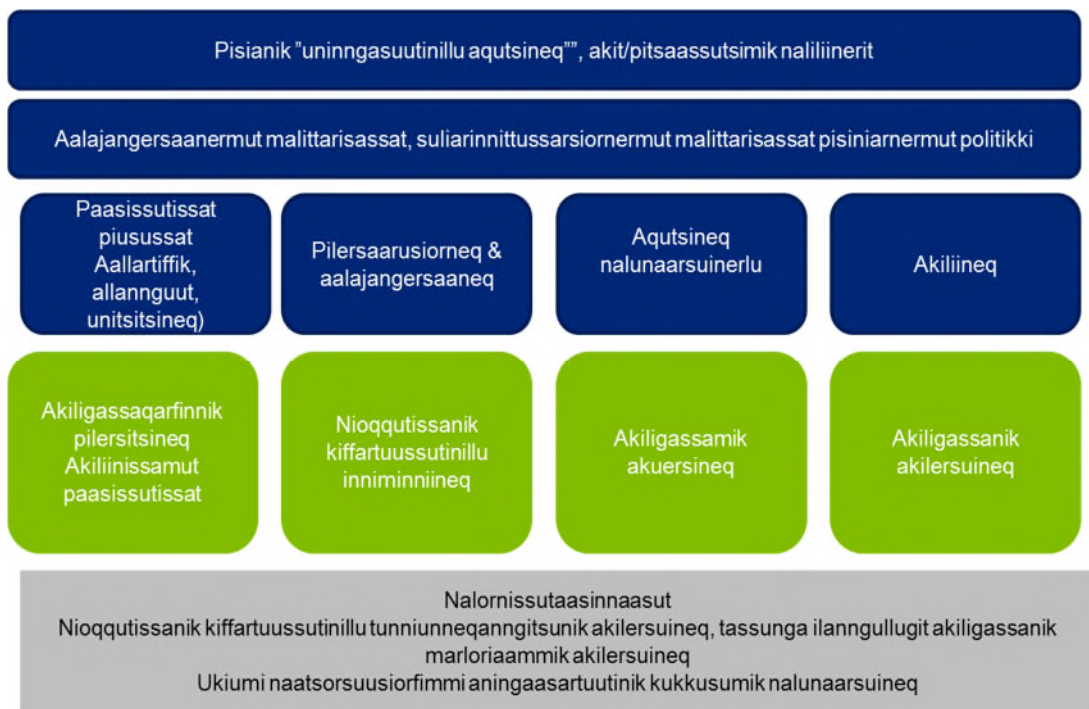 Pisianik ”uninngasuutinillu aqutsineq””, akit/pitsaassutsimik naliliinerit
Aalajangersaanermut malittarisassat, suliarinnittussarsiornermut malittarisassat pisiniarnermut politikki
Paasissutissat
piusussat
Aallartiffik,
allannguut,
unitsitsineq)
Pilersaarusiorneq &
aalajangersaaneq
Aqutsineq
nalunaarsuinerlu
Akiliineq
Akiligassaqarfinnik
pilersitsineq
Akiliinissamut
paasissutissat
Nioqqutissanik
kiffartuussutinillu
inniminniineq
Akiligassamik
akuersineq
Akiligassanik
akilersuineq
Nalornissutaasinnaasut
Nioqqutissanik kiffartuussutinillu tunniunneqanngitsunik akilersuineq, tassunga ilanngullugit akiligassanik
marloriaammik akilersuineq
Ukiumi naatsorsuusiorfimmi aningaasartuutinik kukkusumik nalunaarsuineq